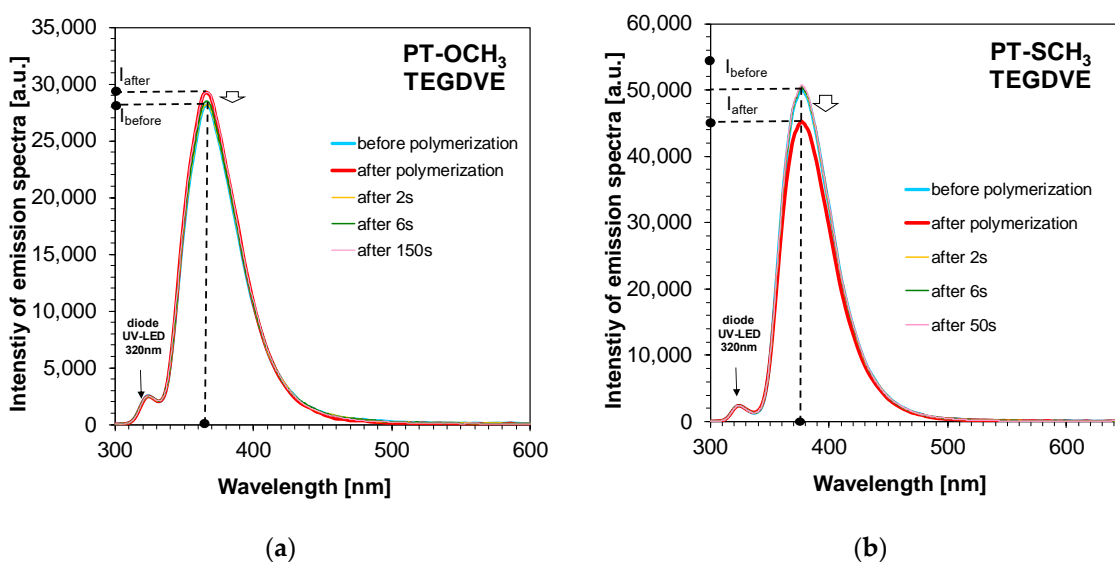 Intenstiy of emission spectra [a.u.]
35,000
30,000
25,000
20,000
15,000
10,000
5,000
0
I after
I before
PT-OCH3
TEGDVE
before polymerization
after polymerization
after 2s
after 6s
after 150s
diode
UV-LED
320nm
300
400
500
600
Wavelength [nm]
(a)
Intenstiy of emission spectra [a.u.]
60,000
50,000
40,000
30,000
20,000
10,000
0
I before
I after
PT-SCH3
TEGDVE
before polymerization
after polymerization
after 2s
after 6s
after 50s
diode
UV-LED
320nm
300
400
500
600
Wavelength [nm]
(b)